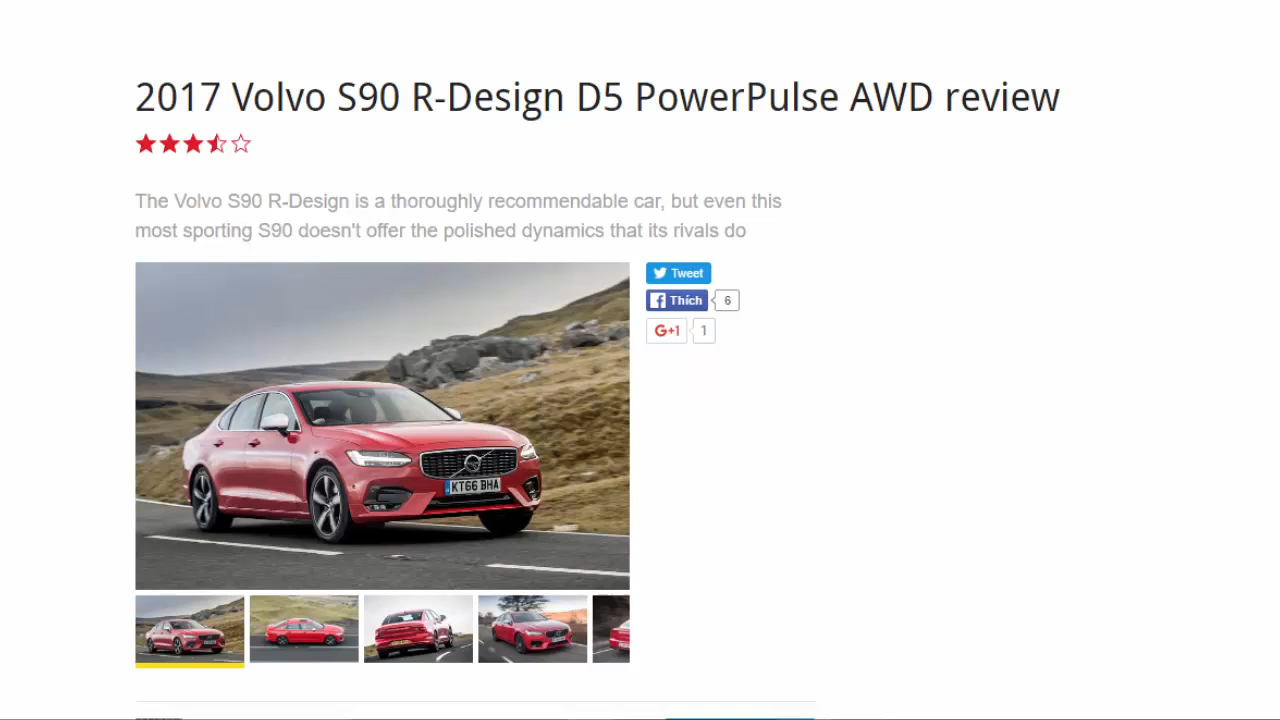 2017 Volvo S90 R-Design D5 PowerPulse AWD review
The Volvo S90 R-Design is a thoroughly recommendable car, but even this
most sporting S90 doesn't offer the polished dynamics that its rivals do
Tweet
Thích 6
G+1 1
KT66 BHA